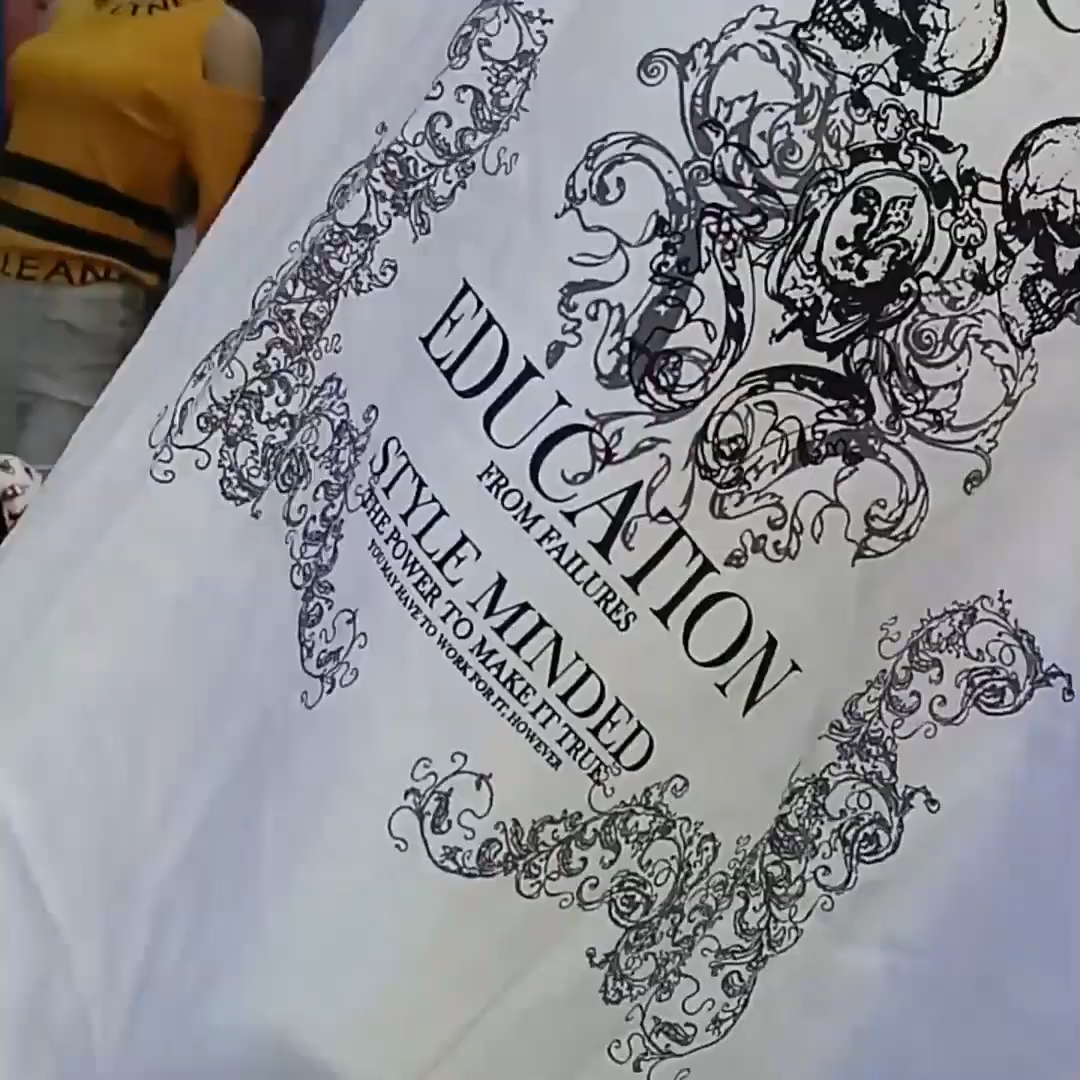 EDUCATION
FROM FAILURES
STYLE MINDED
THE POWER TO MAKE IT TRUE
YOU MAY HAVE TO WORK FOR IT, HOWEVER
LEAN